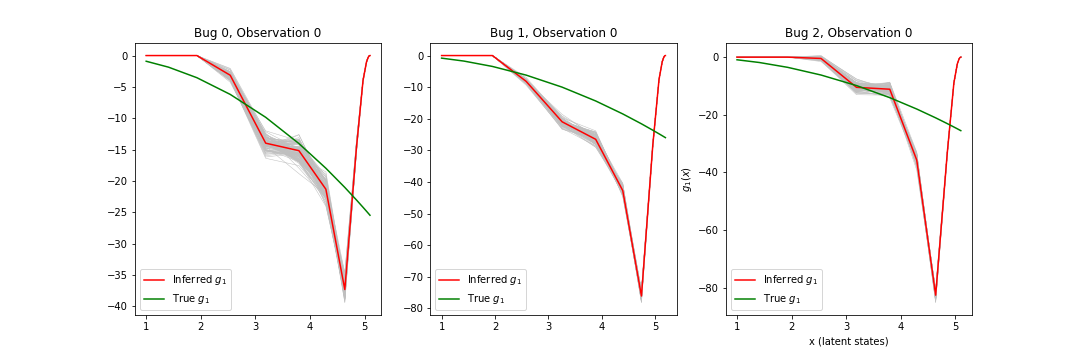 Bug 0, Observation 0
0
−5
−10
−15
−20
−25
−30
−35
−40
1 2 3 4 5
Inferred g₁
True g₁
Bug 1, Observation 0
0
−10
−20
−30
−40
−50
−60
−70
−80
1 2 3 4 5
Inferred g₁
True g₁
Bug 2, Observation 0
g₁(x)
0
−20
−40
−60
−80
1 2 3 4 5
x (latent states)
Inferred g₁
True g₁